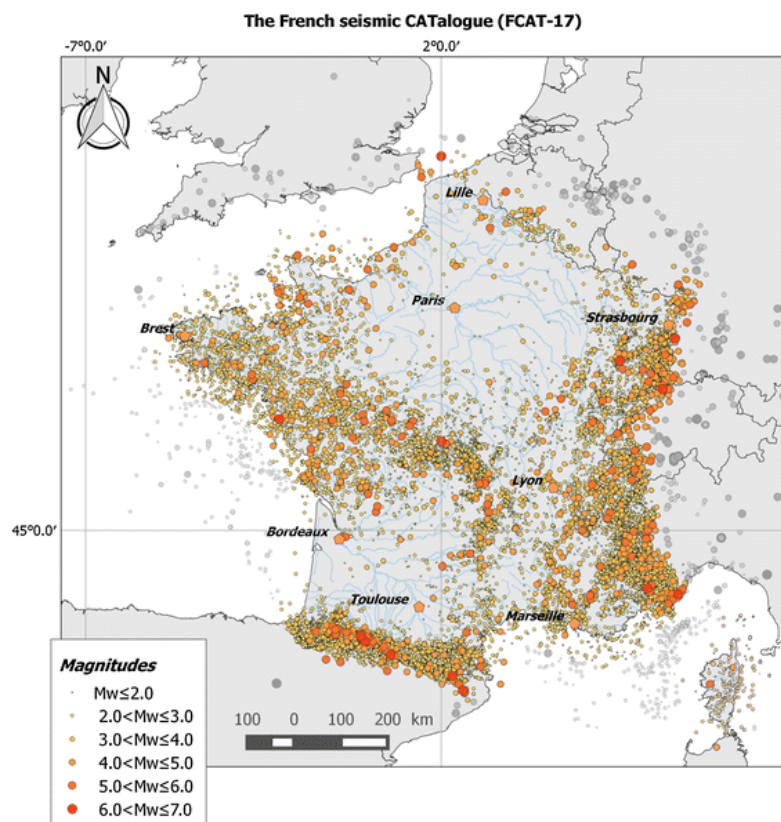 The French seismic CATalogue (FCAT-17)
-7°0.0′ 2°0.0′
N
Lille
Paris
Strasbourg
Brest
Lyon
45°0.0′
Bordeaux
Toulouse
Marseille
Magnitudes
Mw≤2.0
2.0<Mw≤3.0
3.0<Mw≤4.0
4.0<Mw≤5.0
5.0<Mw≤6.0
6.0<Mw≤7.0
100 0 100 200 km